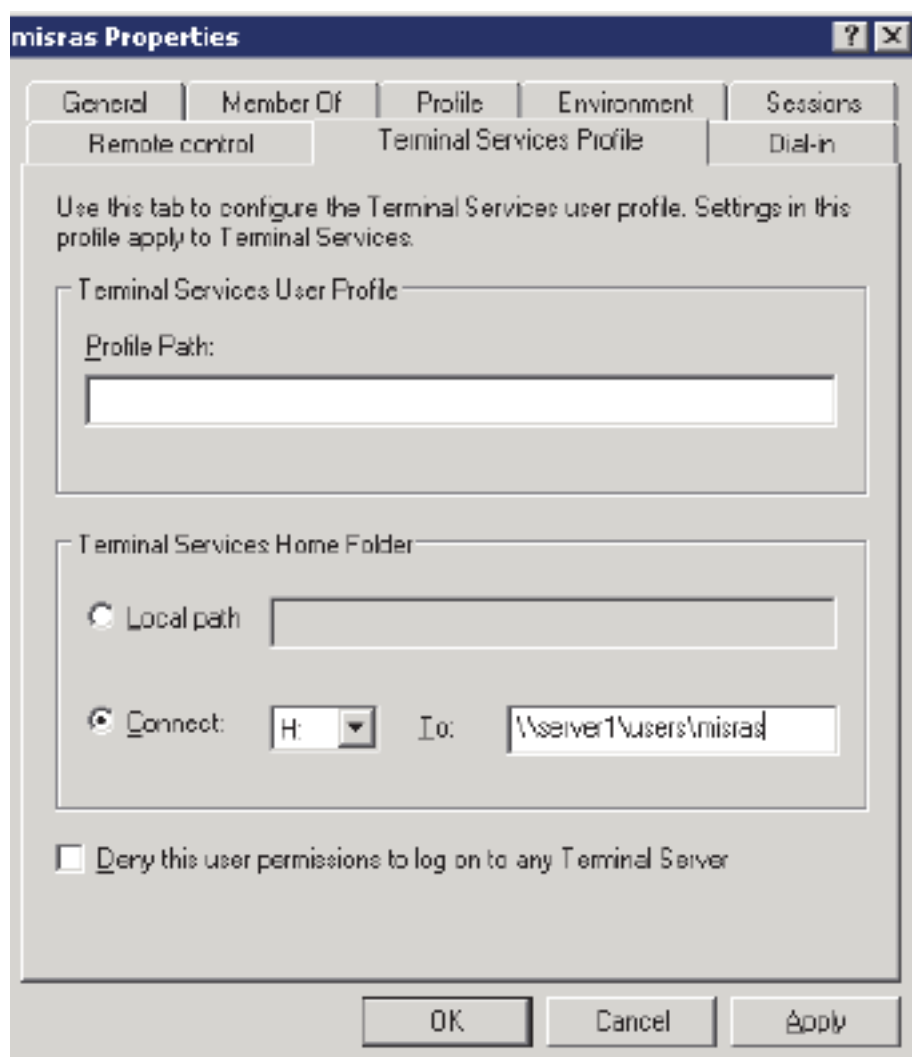 misras Properties
General Member Of Profile Environment Sessions
Remote control Terminal Services Profile Dial-in
Use this tab to configure the Terminal Services user profile. Settings in this
profile apply to Terminal Services.
Terminal Services User Profile
Profile Path:
Terminal Services Home Folder
Local path
Connect: H: To: \\server1\users\misras
Deny this user permissions to log on to any Terminal Server
OK Cancel Apply